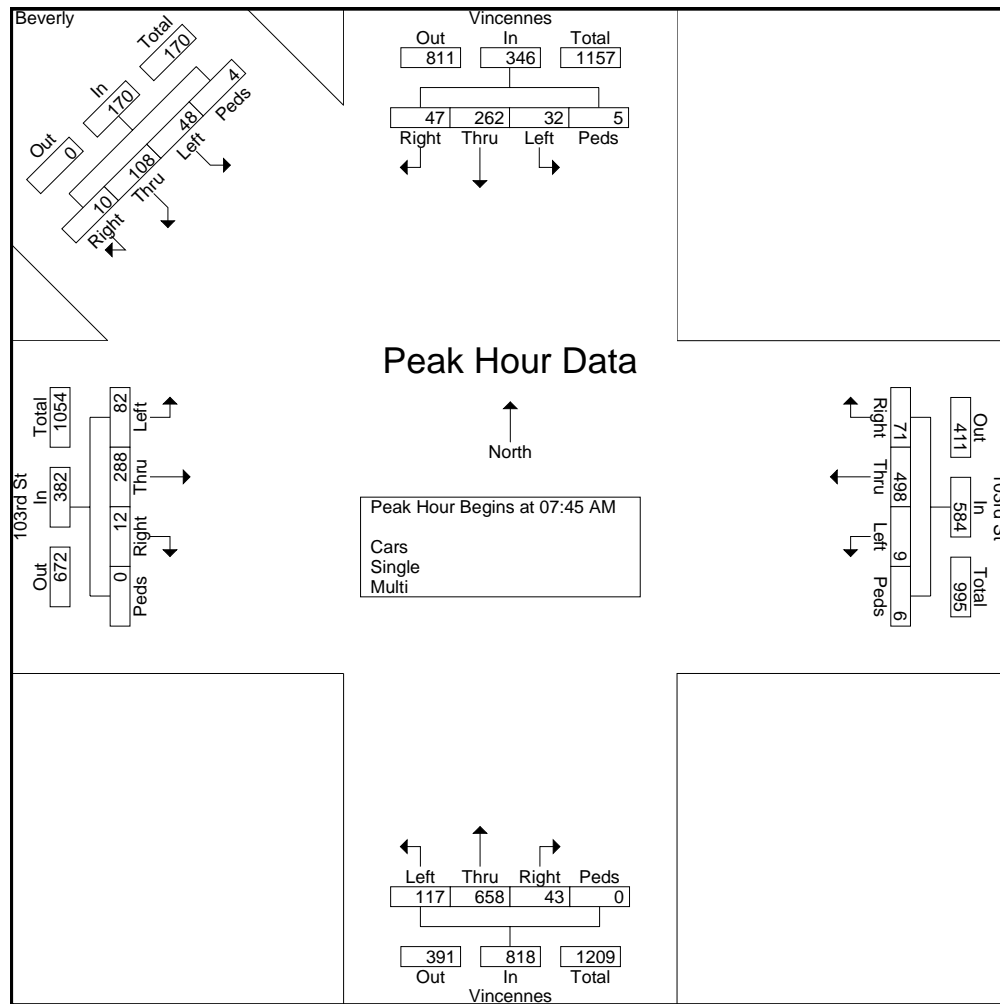 Beverly
Out In Total
0 170 170
10 108 48 4
Right Thru Left Peds
Vincennes
Out In Total
811 346 1157
47 262 32 5
Right Thru Left Peds
Peak Hour Data
North
Peak Hour Begins at 07:45 AM
Cars
Single
Multi
103rd St
Out In Total
672 382 1054
0 12 288 82
Peds Right Thru Left
103rd St
Out In Total
411 584 995
71 498 9 6
Right Thru Left Peds
Left Thru Right Peds
117 658 43 0
391 818 1209
Out In Total
Vincennes